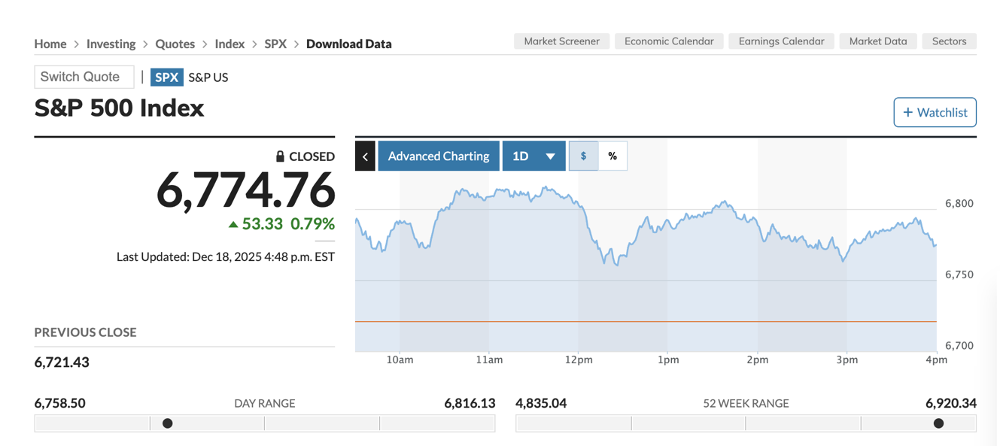 Home > Investing > Quotes > Index > SPX > Download Data
Market Screener Economic Calendar Earnings Calendar Market Data Sectors
Switch Quote | SPX S&P US
S&P 500 Index
+ Watchlist
CLOSED
6,774.76
53.33 0.79%
Last Updated: Dec 18, 2025 4:48 p.m. EST
PREVIOUS CLOSE
6,721.43
Advanced Charting 1D $ %
6,800
6,750
6,700
10am 11am 12pm 1pm 2pm 3pm 4pm
6,758.50 DAY RANGE 6,816.13
4,835.04 52 WEEK RANGE 6,920.34